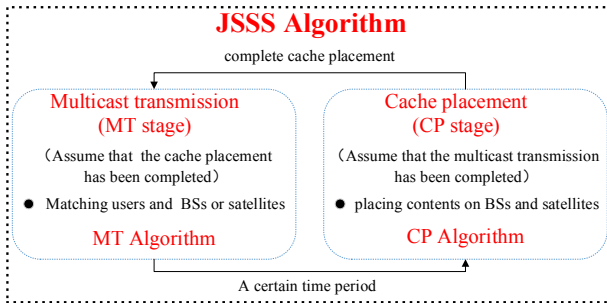 JSSS Algorithm
complete cache placement
Multicast transmission
(MT stage)
（Assume that the cache placement
has been completed）
● Matching users and BSs or satellites
MT Algorithm
Cache placement
(CP stage)
（Assume that the multicast transmission
has been completed）
● placing contents on BSs and satellites
CP Algorithm
A certain time period